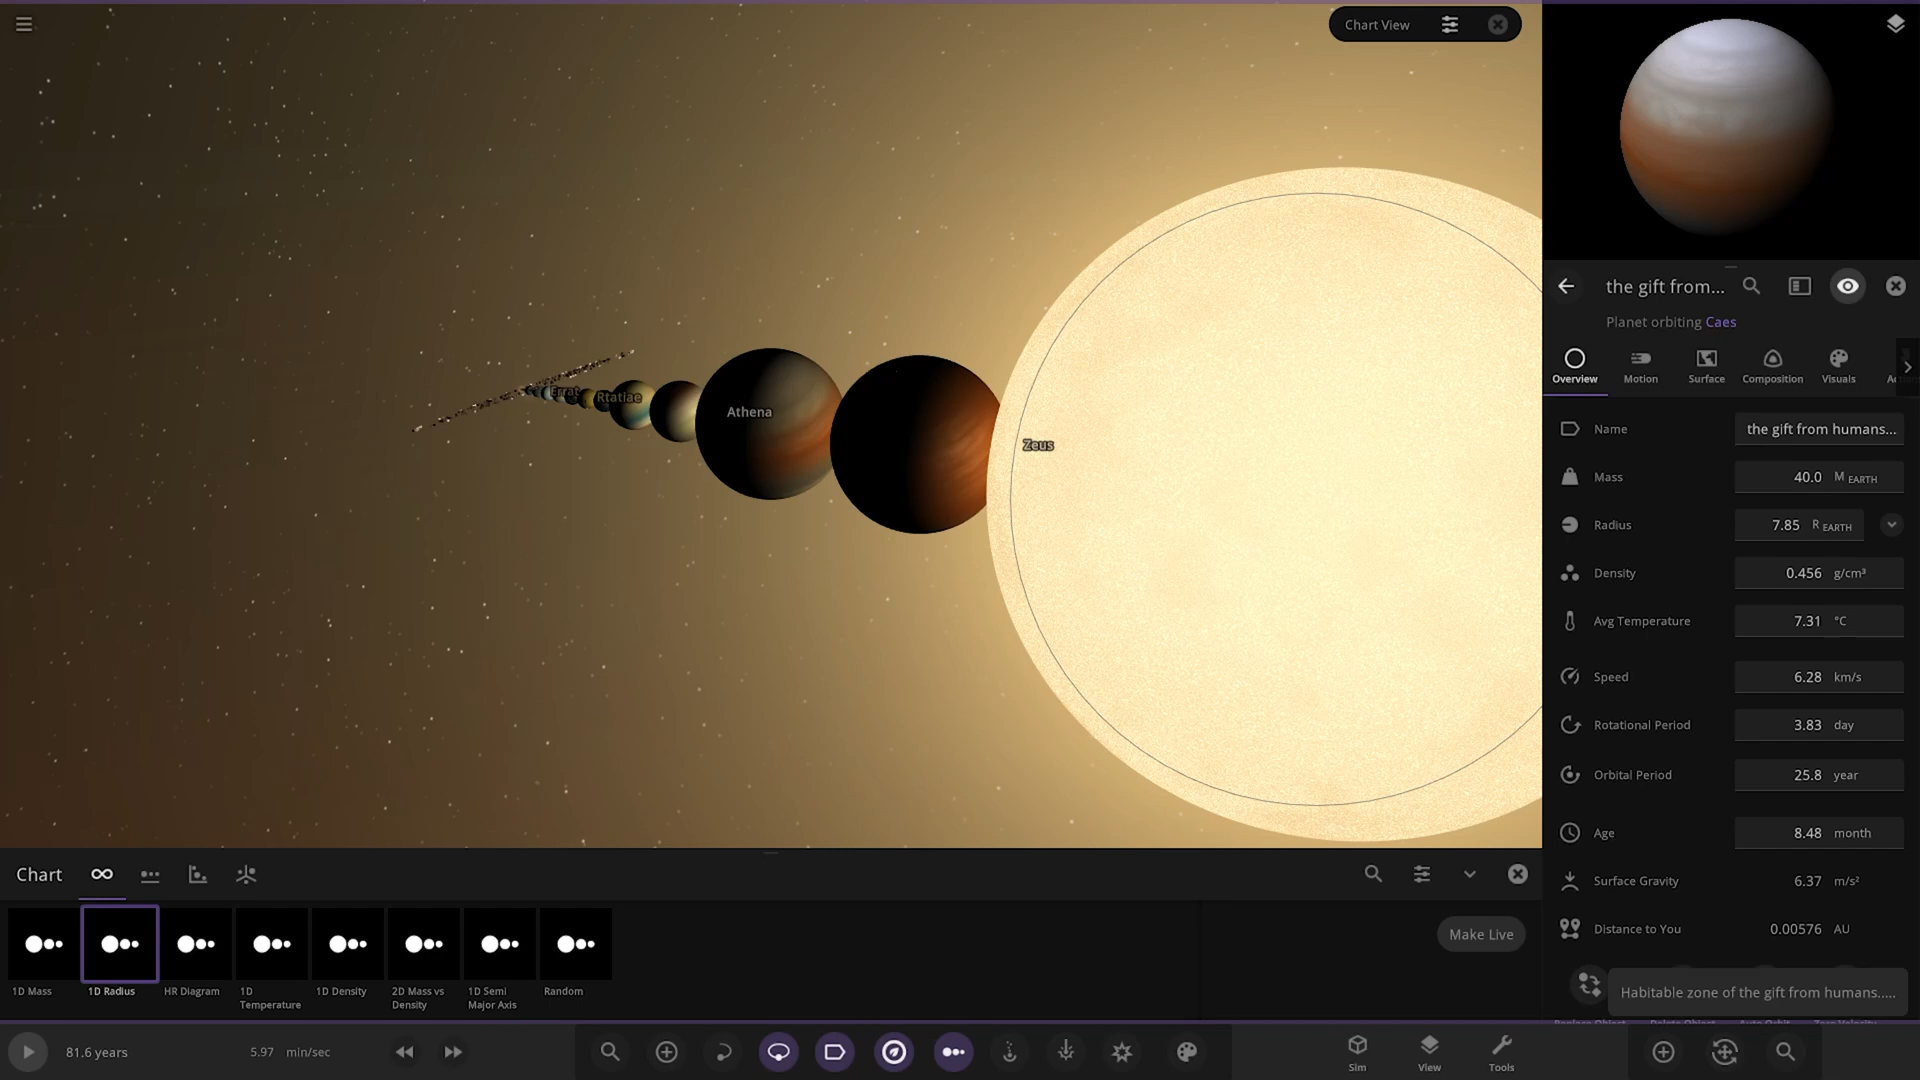 Chart View
the gift from...
Planet orbiting Caes
Overview
Motion
Surface
Composition
Visuals
Name
the gift from humans...
Mass
40.0 M EARTH
Radius
7.85 R EARTH
Density
0.456 g/cm³
Avg Temperature
7.31 °C
Speed
6.28 km/s
Rotational Period
3.83 day
Orbital Period
25.8 year
Age
8.48 month
Surface Gravity
6.37 m/s²
Distance to You
0.00576 AU
Habitable zone of the gift from humans.....
Errat
Rtatiae
Athena
Zeus
Chart
Make Live
1D Mass
1D Radius
HR Diagram
1D
Temperature
1D Density
2D Mass vs
Density
1D Semi
Major Axis
Random
81.6 years
5.97 min/sec
Sim
View
Tools